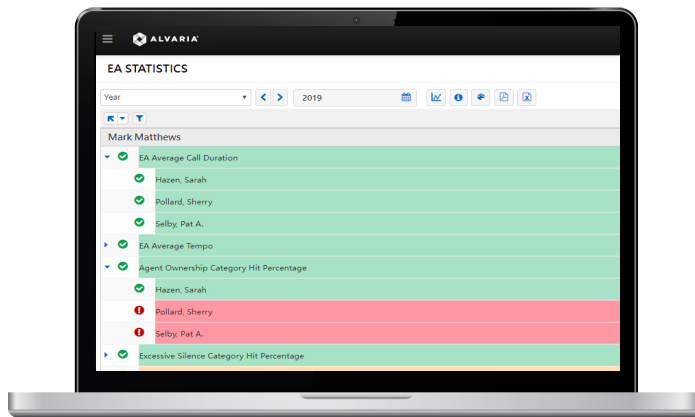 ALVARIA
EA STATISTICS
Year 2019
Mark Matthews
EA Average Call Duration
Hazen, Sarah
Pollard, Sherry
Selby, Pat A.
EA Average Tempo
Agent Ownership Category Hit Percentage
Hazen, Sarah
Pollard, Sherry
Selby, Pat A.
Excessive Silence Category Hit Percentage